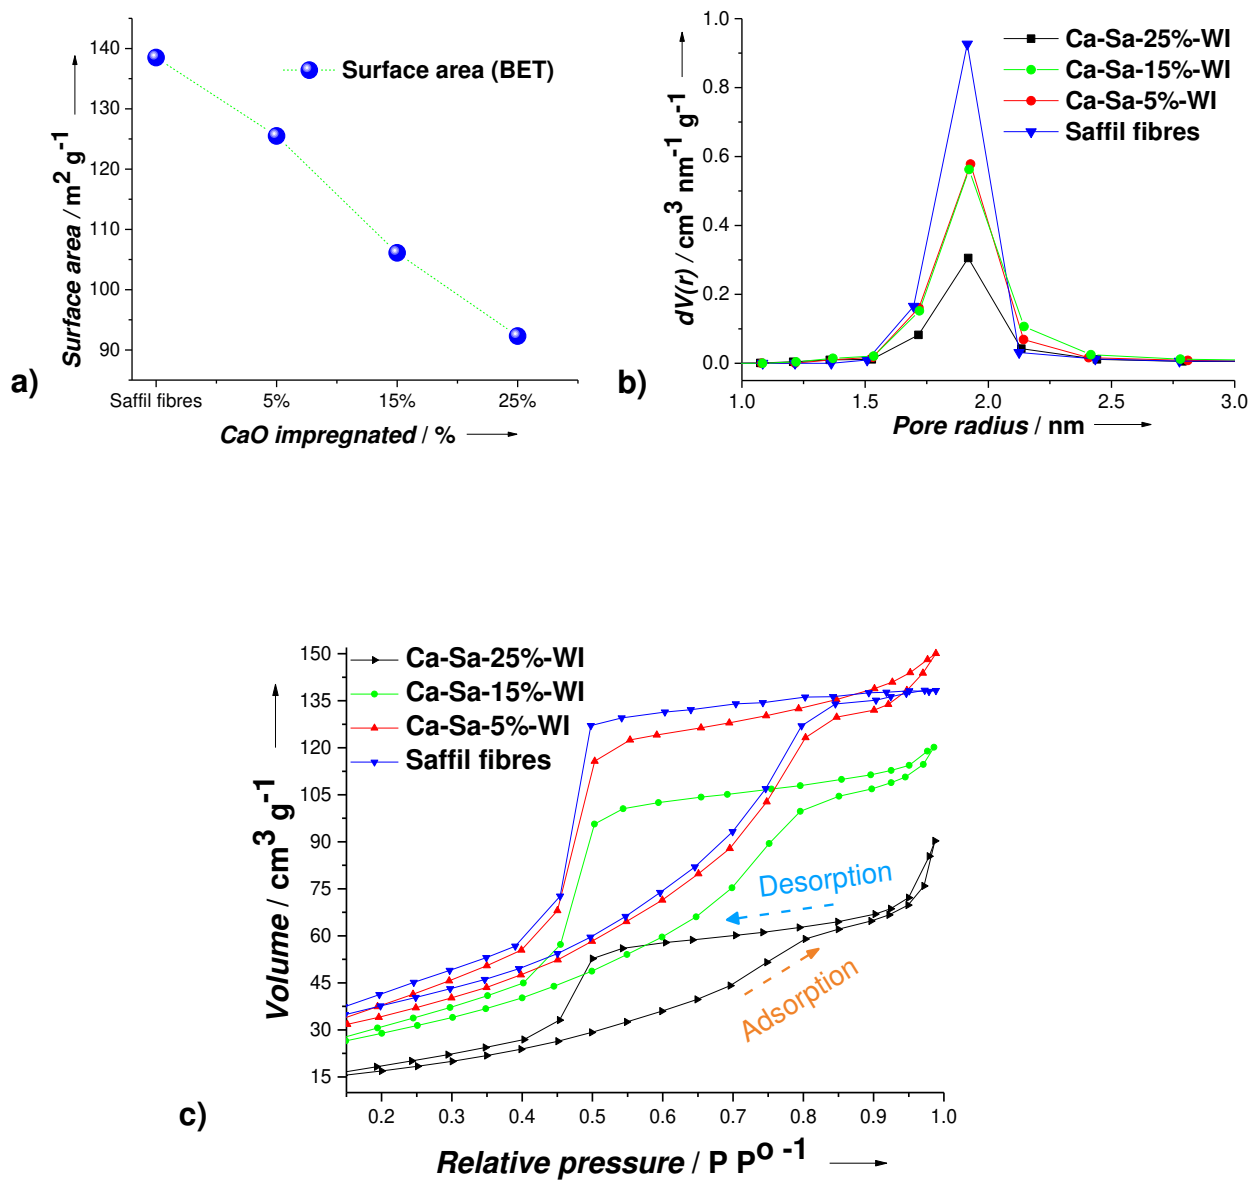 140
130
120
110
100
90
Surface area / m² g⁻¹
Surface area (BET)
Saffil fibres 5% 15% 25%
CaO impregnated / %
a)
1.0
0.8
0.6
0.4
0.2
0.0
dV(r) / cm³ nm⁻¹ g⁻¹
Ca-Sa-25%-WI
Ca-Sa-15%-WI
Ca-Sa-5%-WI
Saffil fibres
1.0 1.5 2.0 2.5 3.0
Pore radius / nm
b)
150
135
120
105
90
75
60
45
30
15
Volume / cm³ g⁻¹
Ca-Sa-25%-WI
Ca-Sa-15%-WI
Ca-Sa-5%-WI
Saffil fibres
Desorption
Adsorption
0.2 0.3 0.4 0.5 0.6 0.7 0.8 0.9 1.0
Relative pressure / P Pᴼ ⁻¹
c)